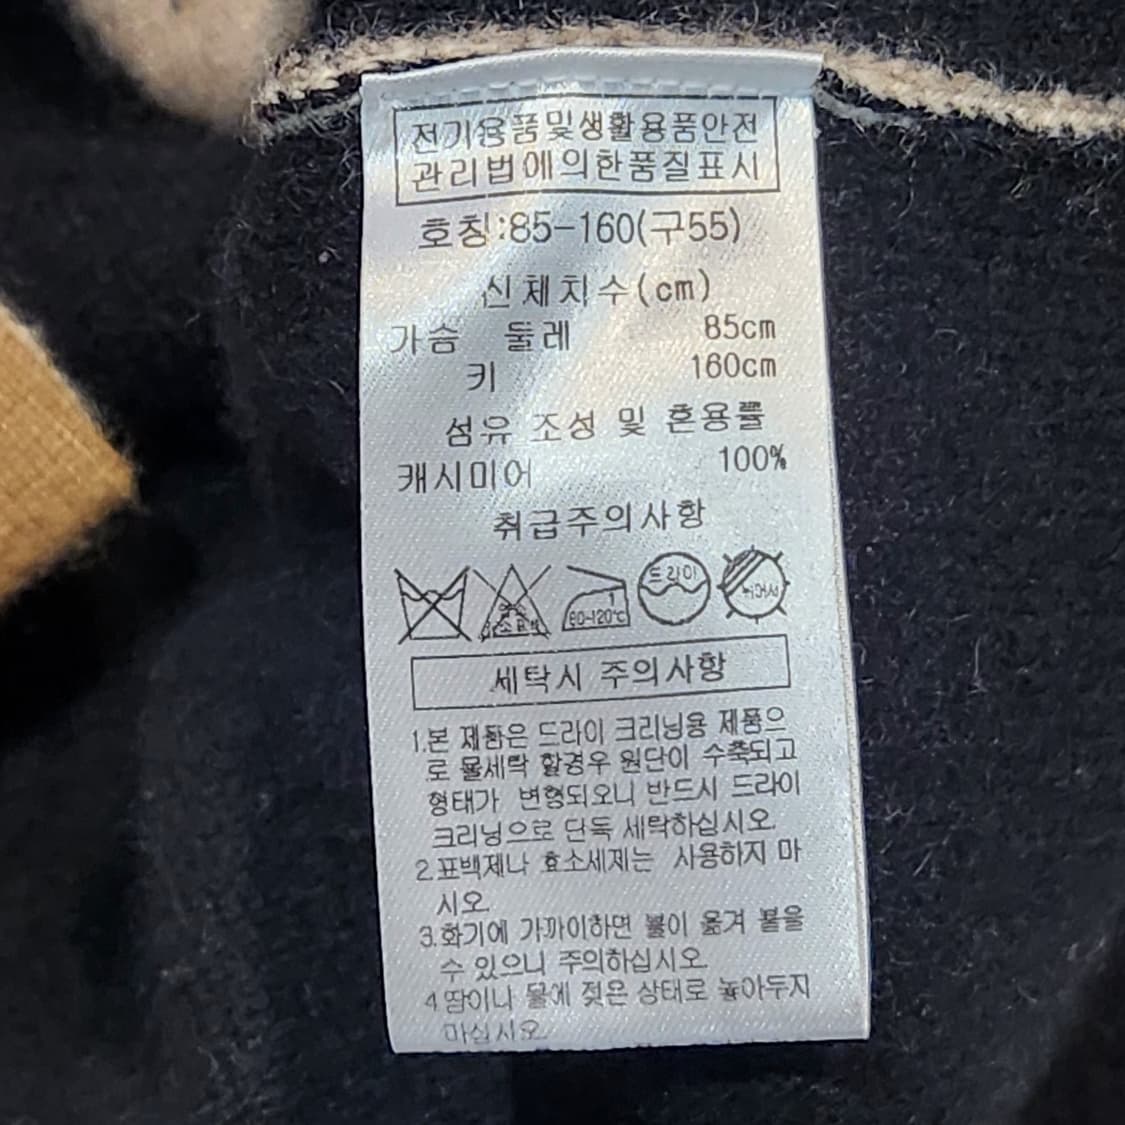 전기용품및생활용품안전
관리법에의한품질표시
호칭:85-160(구55)
신체치수(cm)
가슴 둘레 85cm
키 160cm
섬유 조성 및 혼용률
캐시미어 100%
취급주의사항
80-120℃ 드라이 뉘어서
세탁시 주의사항
1.본 제품은 드라이 크리닝용 제품으
로 물세탁 할경우 원단이 수축되고
형태가 변형되오니 반드시 드라이
크리닝으로 단독 세탁하십시오.
2.표백제나 효소세제는 사용하지 마
시오.
3.화기에 가까이하면 불이 옮겨 붙을
수 있으니 주의하십시오.
4.땀이나 물에 젖은 상태로 놓아두지
마십시오.